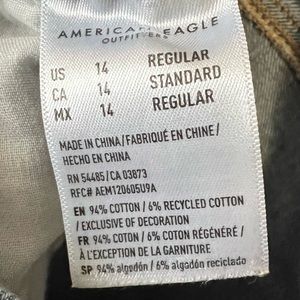 AMERICAN EAGLE
OUTFITTERS
US 14 REGULAR
CA 14 STANDARD
MX 14 REGULAR
MADE IN CHINA/FABRIQUÉ EN CHINE/
HECHO EN CHINA
RN 54485/CA 03873
RFC# AEM120605U9A
EN 94% COTTON / 6% RECYCLED COTTON
/ EXCLUSIVE OF DECORATION
FR 94% COTON / 6% COTON RÉGÉNÉRÉ /
À L'EXCEPTION DE LA GARNITURE
SP 94% algodón / 6% algodón reciclado